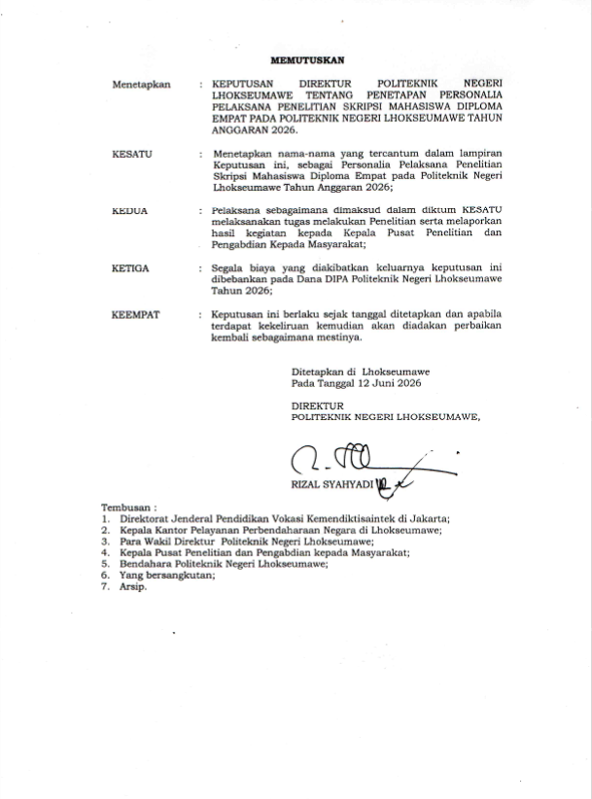 MEMUTUSKAN
Menetapkan : KEPUTUSAN DIREKTUR POLITEKNIK NEGERI
LHOKSEUMAWE TENTANG PENETAPAN PERSONALIA
PELAKSANA PENELITIAN SKRIPSI MAHASISWA DIPLOMA
EMPAT PADA POLITEKNIK NEGERI LHOKSEUMAWE TAHUN
ANGGARAN 2026.
KESATU : Menetapkan nama-nama yang tercantum dalam lampiran
Keputusan ini, sebagai Personalia Pelaksana Penelitian
Skripsi Mahasiswa Diploma Empat pada Politeknik Negeri
Lhokseumawe Tahun Anggaran 2026;
KEDUA : Pelaksana sebagaimana dimaksud dalam diktum KESATU
melaksanakan tugas melakukan Penelitian serta melaporkan
hasil kegiatan kepada Kepala Pusat Penelitian dan
Pengabdian Kepada Masyarakat;
KETIGA : Segala biaya yang diakibatkan keluarnya keputusan ini
dibebankan pada Dana DIPA Politeknik Negeri Lhokseumawe
Tahun 2026;
KEEMPAT : Keputusan ini berlaku sejak tanggal ditetapkan dan apabila
terdapat kekeliruan kemudian akan diadakan perbaikan
kembali sebagaimana mestinya.
Ditetapkan di Lhokseumawe
Pada Tanggal 12 Juni 2026
DIREKTUR
POLITEKNIK NEGERI LHOKSEUMAWE,
RIZAL SYAHYADI
Tembusan :
1. Direktorat Jenderal Pendidikan Vokasi Kemendiktisaintek di Jakarta;
2. Kepala Kantor Pelayanan Perbendaharaan Negara di Lhokseumawe;
3. Para Wakil Direktur Politeknik Negeri Lhokseumawe;
4. Kepala Pusat Penelitian dan Pengabdian kepada Masyarakat;
5. Bendahara Politeknik Negeri Lhokseumawe;
6. Yang bersangkutan;
7. Arsip.